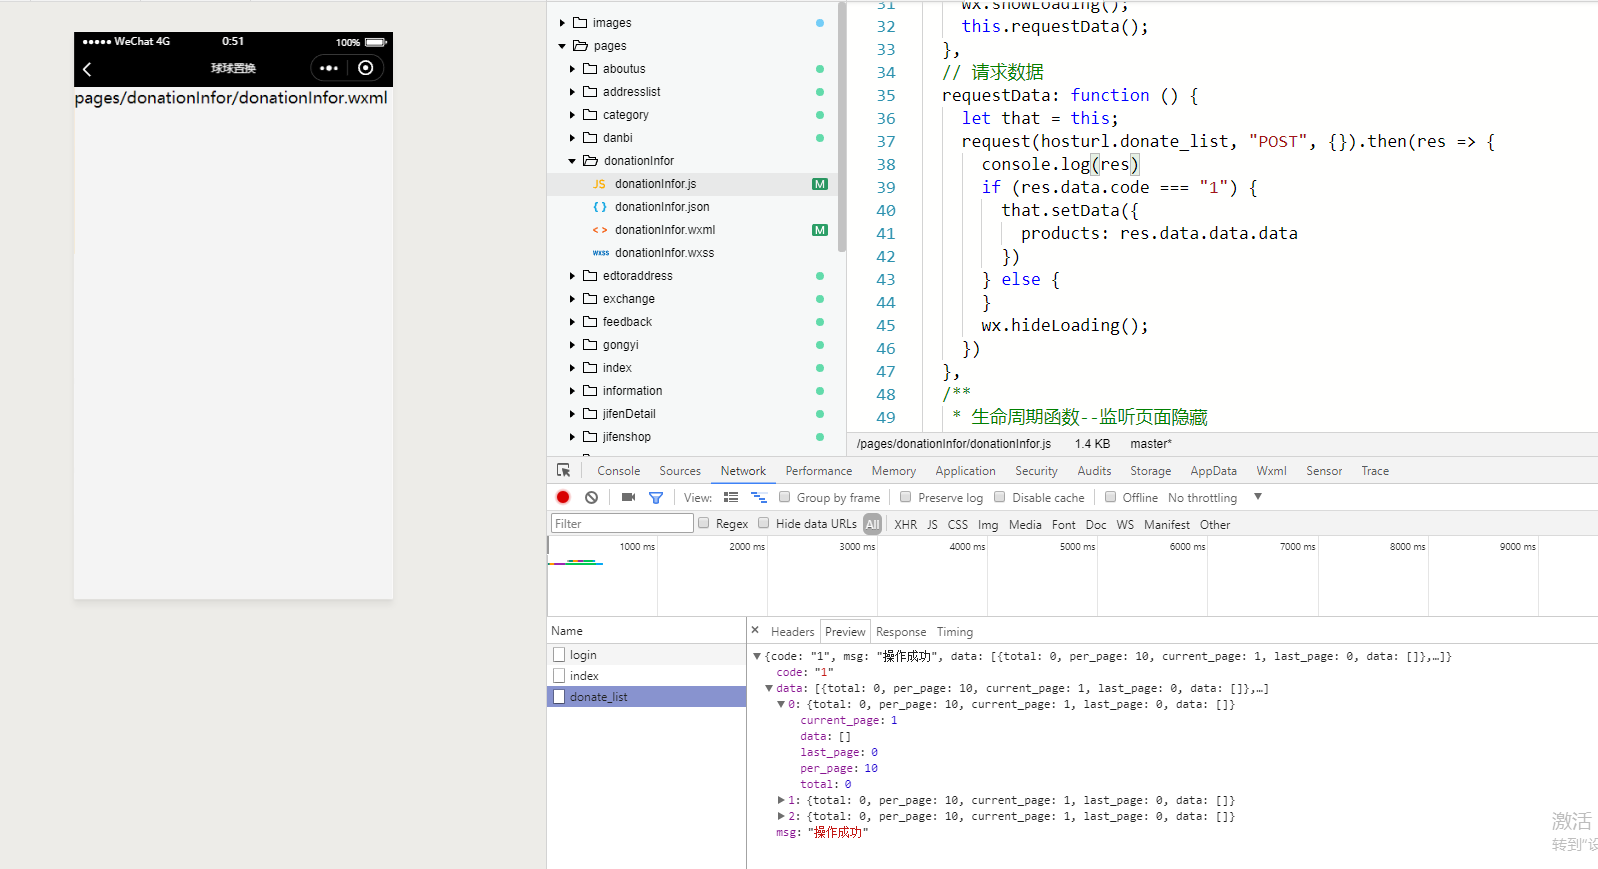 WeChat 4G
0:51
100%
球球置换
pages/donationInfor/donationInfor.wxml
images
pages
aboutus
addresslist
category
danbi
donationInfor
JS donationInfor.js M
{ } donationInfor.json
< > donationInfor.wxml M
wxss donationInfor.wxss
edtoraddress
exchange
feedback
gongyi
index
information
jifenDetail
jifenshop
31 wx.showLoading();
32 this.requestData();
33 },
34 // 请求数据
35 requestData: function () {
36 let that = this;
37 request(hosturl.donate_list, "POST", {}).then(res => {
38 console.log(res)
39 if (res.data.code === "1") {
40 that.setData({
41 products: res.data.data.data
42 })
43 } else {
44 }
45 wx.hideLoading();
46 })
47 },
48 /**
49 * 生命周期函数--监听页面隐藏
/pages/donationInfor/donationInfor.js 1.4 KB master*
Console Sources Network Performance Memory Application Security Audits Storage AppData Wxml Sensor Trace
View: Group by frame Preserve log Disable cache Offline No throttling
Filter Regex Hide data URLs All XHR JS CSS Img Media Font Doc WS Manifest Other
1000 ms 2000 ms 3000 ms 4000 ms 5000 ms 6000 ms 7000 ms 8000 ms 9000 ms
Name
login
index
donate_list
× Headers Preview Response Timing
{code: "1", msg: "操作成功", data: [{total: 0, per_page: 10, current_page: 1, last_page: 0, data: []},…]}
code: "1"
data: [{total: 0, per_page: 10, current_page: 1, last_page: 0, data: []},…]
0: {total: 0, per_page: 10, current_page: 1, last_page: 0, data: []}
current_page: 1
data: []
last_page: 0
per_page: 10
total: 0
1: {total: 0, per_page: 10, current_page: 1, last_page: 0, data: []}
2: {total: 0, per_page: 10, current_page: 1, last_page: 0, data: []}
msg: "操作成功"
激活
转到"设